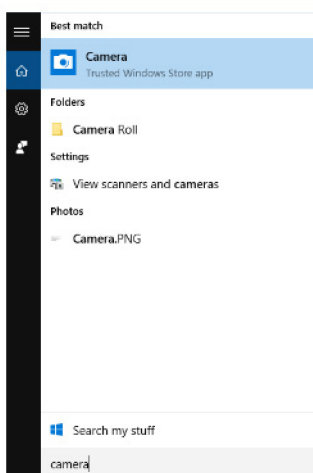 Best match
Camera
Trusted Windows Store app
Folders
Camera Roll
Settings
View scanners and cameras
Photos
Camera.PNG
Search my stuff
camera